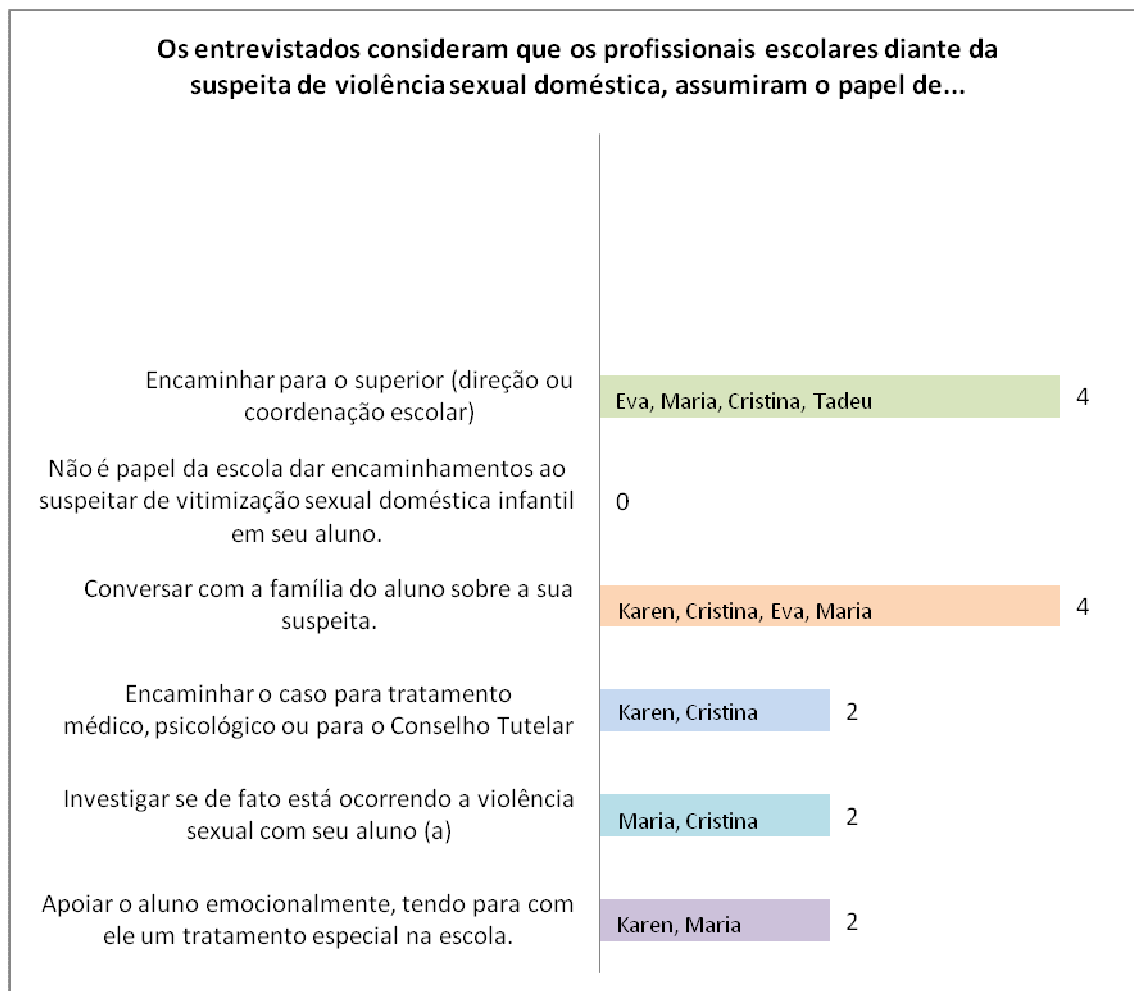 Os entrevistados consideram que os profissionais escolares diante da
suspeita de violência sexual doméstica, assumiram o papel de...
Encaminhar para o superior (direção ou
coordenação escolar)
Eva, Maria, Cristina, Tadeu
4
Não é papel da escola dar encaminhamentos ao
suspeitar de vitimização sexual doméstica infantil
em seu aluno.
0
Conversar com a família do aluno sobre a sua
suspeita.
Karen, Cristina, Eva, Maria
4
Encaminhar o caso para tratamento
médico, psicológico ou para o Conselho Tutelar
Karen, Cristina
2
Investigar se de fato está ocorrendo a violência
sexual com seu aluno (a)
Maria, Cristina
2
Apoiar o aluno emocionalmente, tendo para com
ele um tratamento especial na escola.
Karen, Maria
2